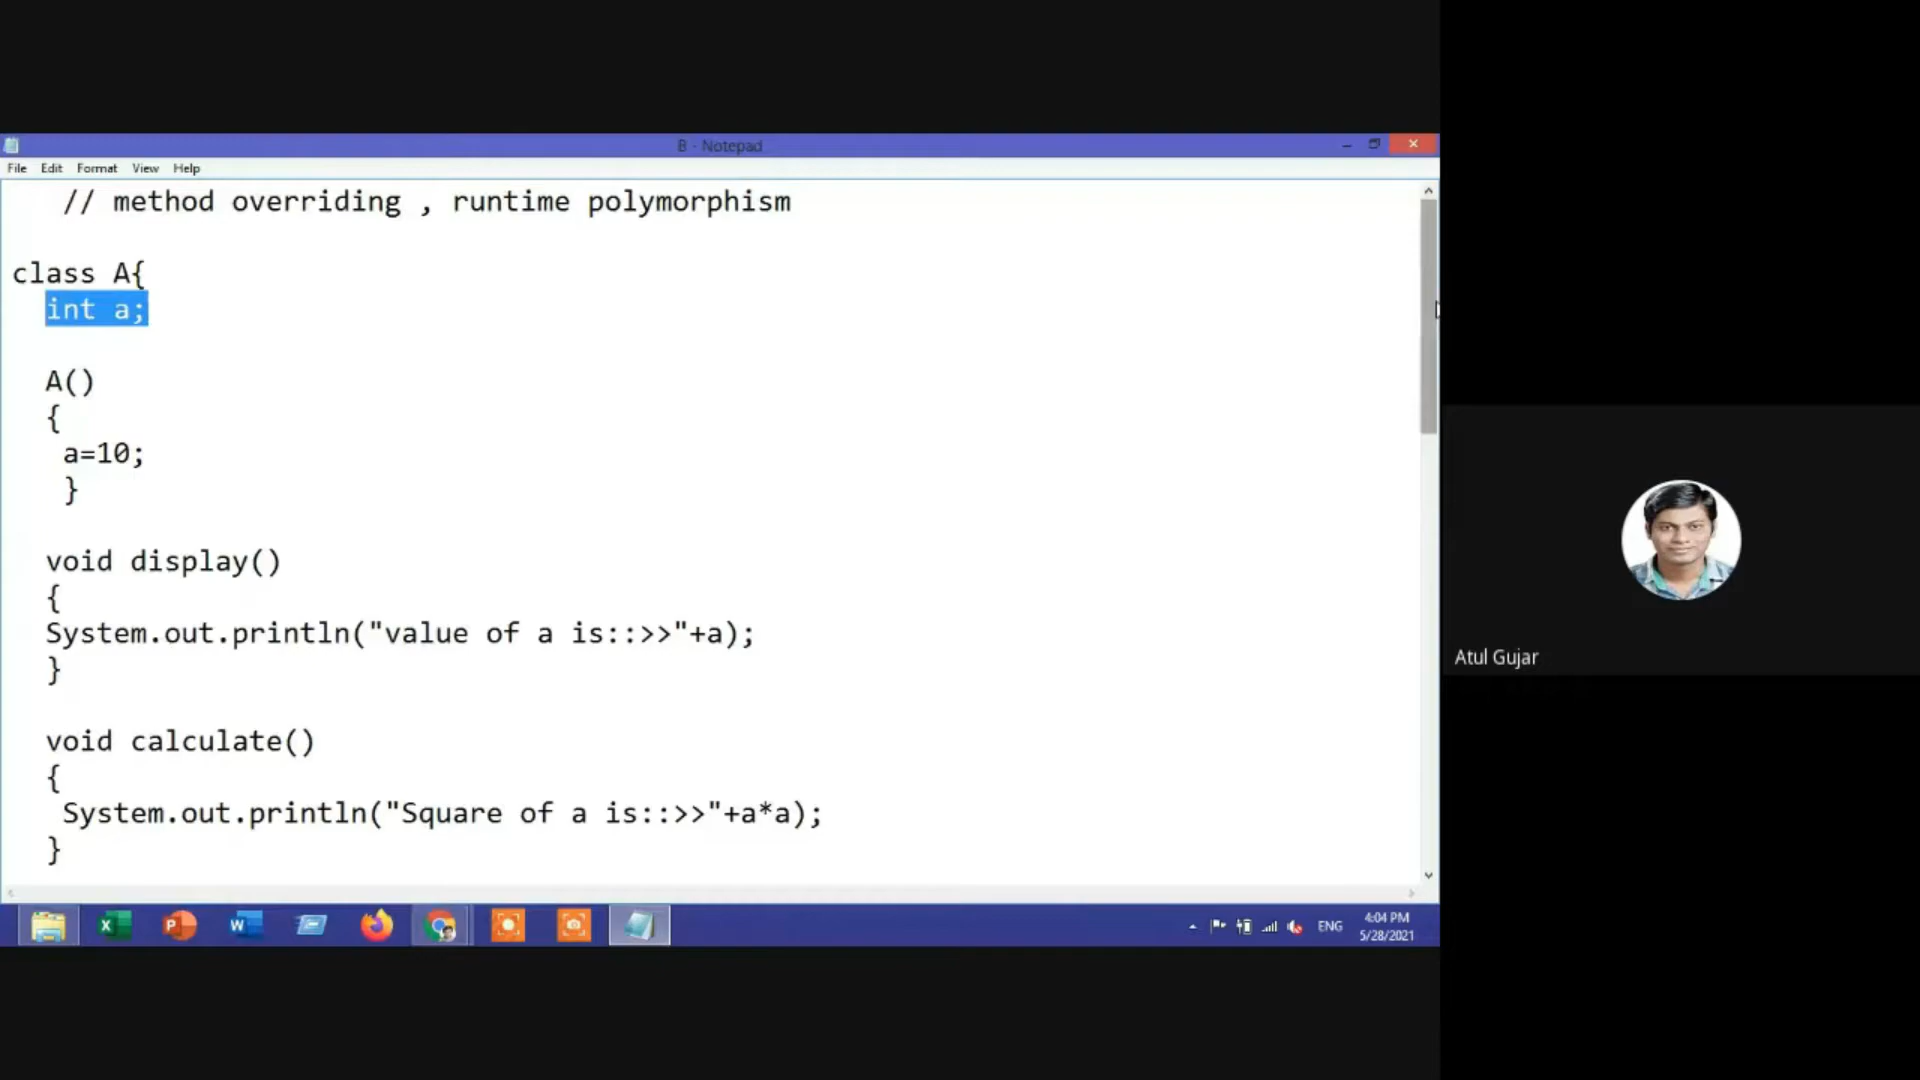 B - Notepad
File Edit Format View Help
// method overriding , runtime polymorphism
class A{
int a;
A()
{
a=10;
}
void display()
{
System.out.println("value of a is::>>"+a);
}
void calculate()
{
System.out.println("Square of a is::>>"+a*a);
}
Atul Gujar
ENG
4:04 PM
5/28/2021